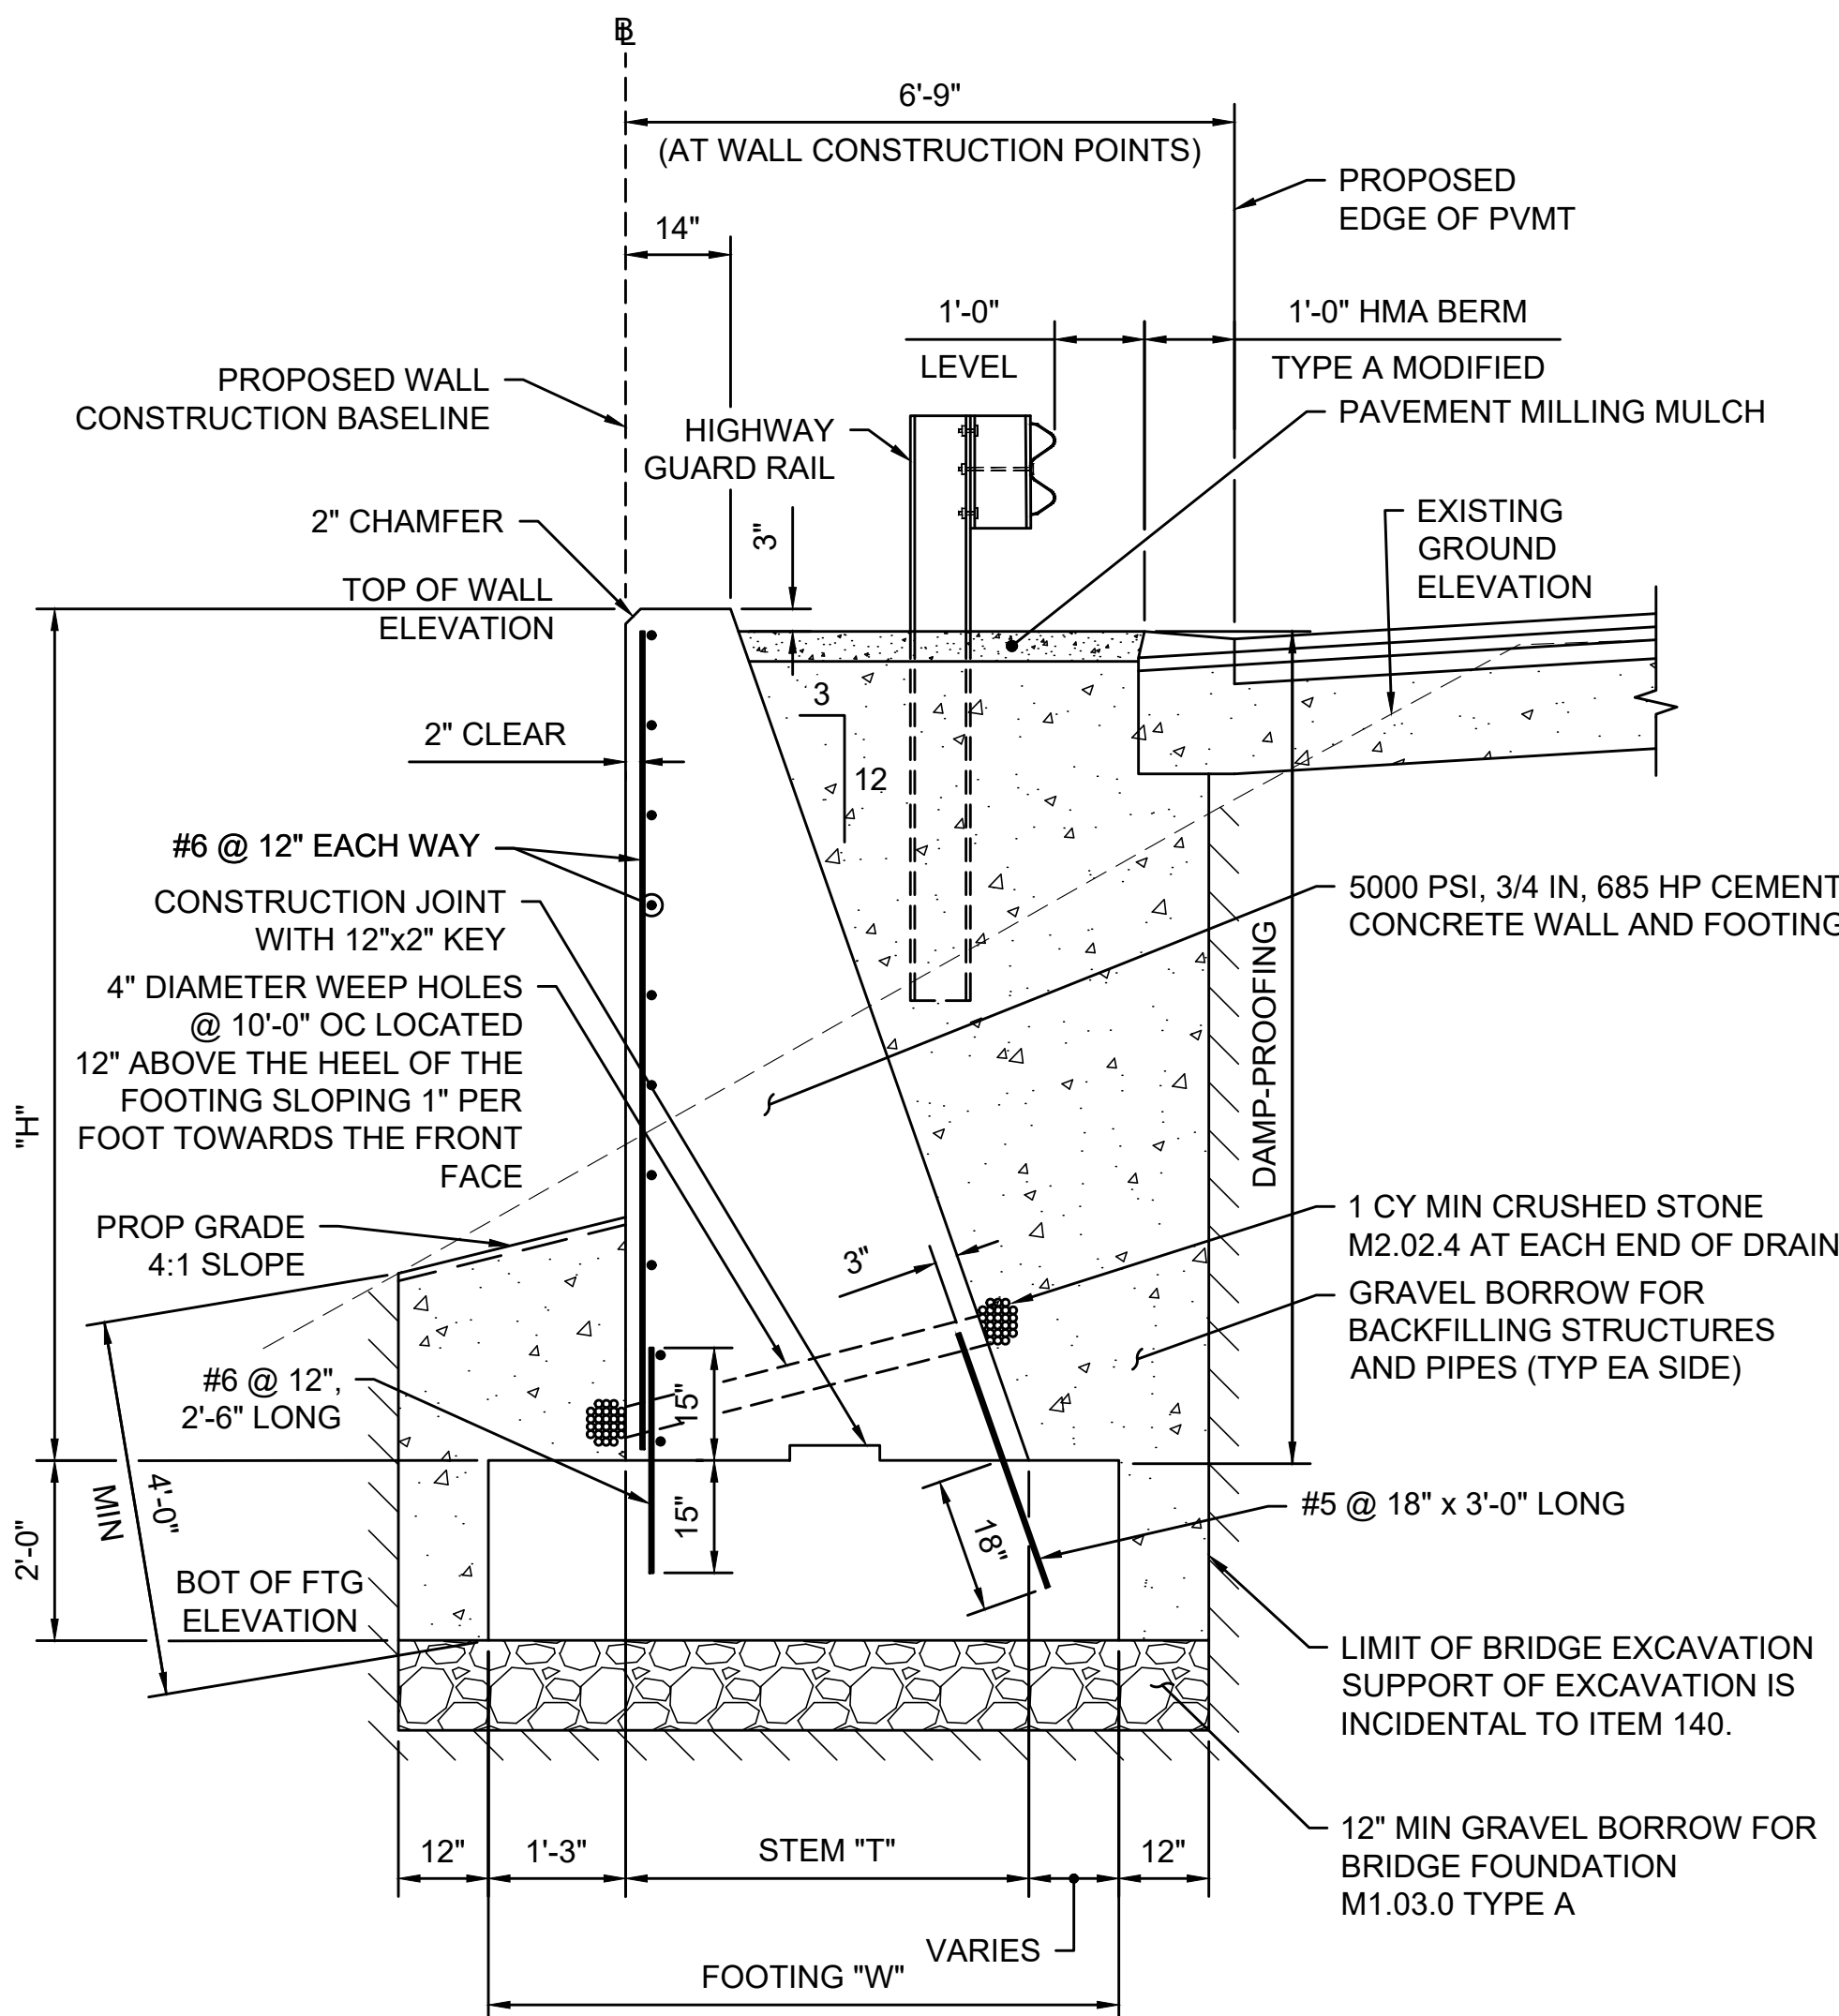 BL
6'-9"
(AT WALL CONSTRUCTION POINTS)
PROPOSED
EDGE OF PVMT
14"
1'-0"
LEVEL
1'-0" HMA BERM
TYPE A MODIFIED
PROPOSED WALL
CONSTRUCTION BASELINE
PAVEMENT MILLING MULCH
HIGHWAY
GUARD RAIL
2" CHAMFER
3"
EXISTING
GROUND
ELEVATION
TOP OF WALL
ELEVATION
3
12
2" CLEAR
#6 @ 12" EACH WAY
CONSTRUCTION JOINT
WITH 12"x2" KEY
5000 PSI, 3/4 IN, 685 HP CEMENT
CONCRETE WALL AND FOOTING
4" DIAMETER WEEP HOLES
@ 10'-0" OC LOCATED
12" ABOVE THE HEEL OF THE
FOOTING SLOPING 1" PER
FOOT TOWARDS THE FRONT
FACE
DAMP-PROOFING
"H"
PROP GRADE
4:1 SLOPE
3"
1 CY MIN CRUSHED STONE
M2.02.4 AT EACH END OF DRAIN
GRAVEL BORROW FOR
BACKFILLING STRUCTURES
AND PIPES (TYP EA SIDE)
#6 @ 12",
2'-6" LONG
15"
15"
4'-0"
MIN
2'-0"
18"
#5 @ 18" x 3'-0" LONG
BOT OF FTG
ELEVATION
LIMIT OF BRIDGE EXCAVATION
SUPPORT OF EXCAVATION IS
INCIDENTAL TO ITEM 140.
12" MIN GRAVEL BORROW FOR
BRIDGE FOUNDATION
M1.03.0 TYPE A
12"
1'-3"
STEM "T"
12"
VARIES
FOOTING "W"